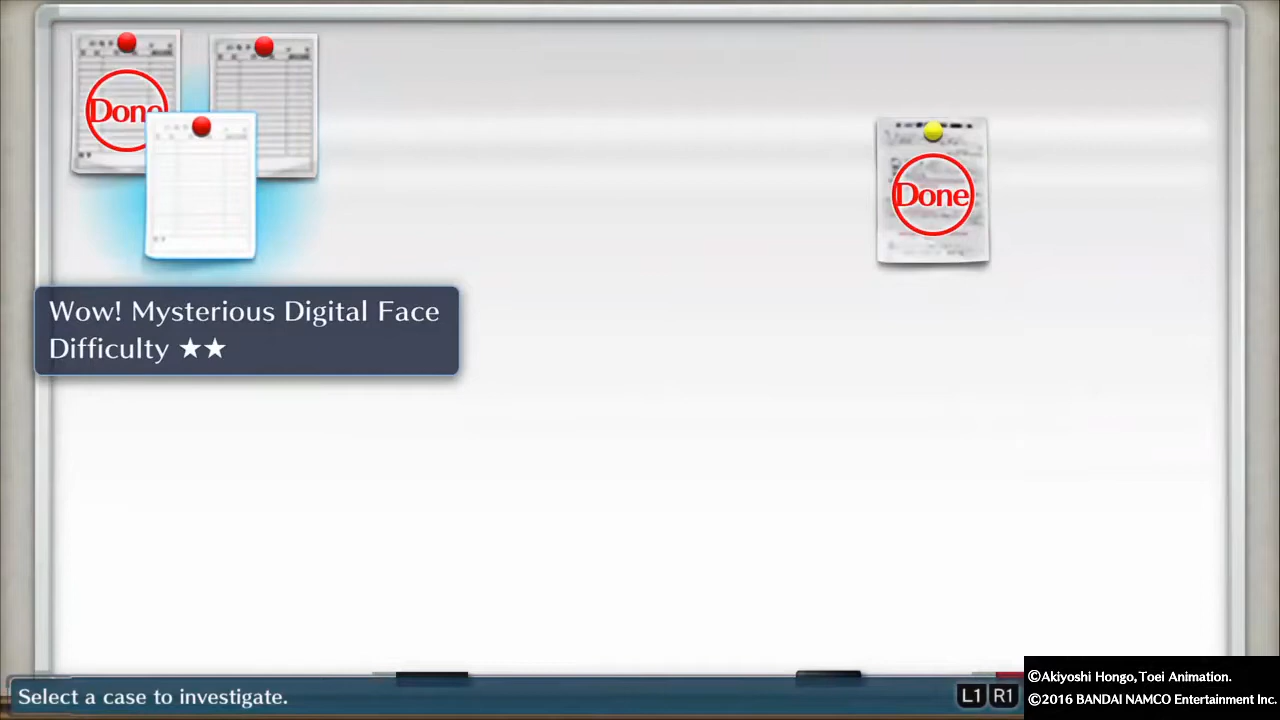 Done
Done
Wow! Mysterious Digital Face
Difficulty ★★
Select a case to investigate.
L1 R1
©Akiyoshi Hongo,Toei Animation.
©2016 BANDAI NAMCO Entertainment Inc.